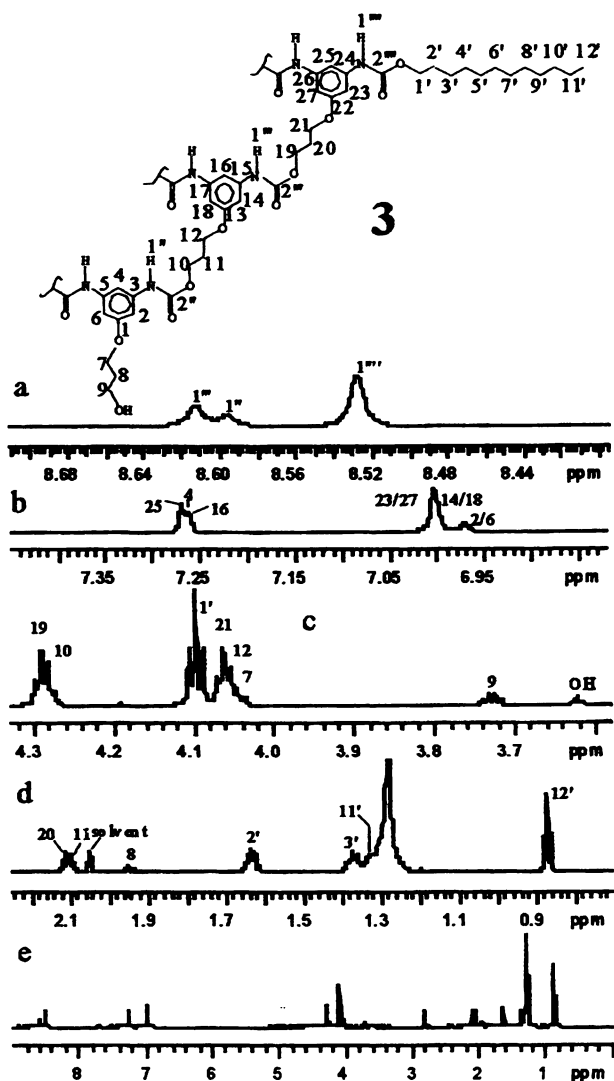 1'''' 1''''
H H
25 24 2'''' 2' 4' 6' 8' 10' 12'
N N O
26 1' 3' 5' 7' 9' 11'
27 23
O 22 O
O
21
1''' 20
H H 19
16 15
N N O
17 2'''
18 14
O 13 O
O
12
3
1''
H H 10 11
4
N N O
5 3 2''
6 2
O 1 O
O
7
8
9
OH
a
1''' 1'' 1''''
8.68 8.64 8.60 8.56 8.52 8.48 8.44 ppm
b
25 4 16 23/27 14/18 2/6
7.35 7.25 7.15 7.05 6.95 ppm
c
19 10 1' 21 12 7 9 OH
4.3 4.2 4.1 4.0 3.9 3.8 3.7 ppm
d
20 11 solvent 8 2' 3' 11' 12'
2.1 1.9 1.7 1.5 1.3 1.1 0.9 ppm
e
8 7 6 5 4 3 2 1 ppm